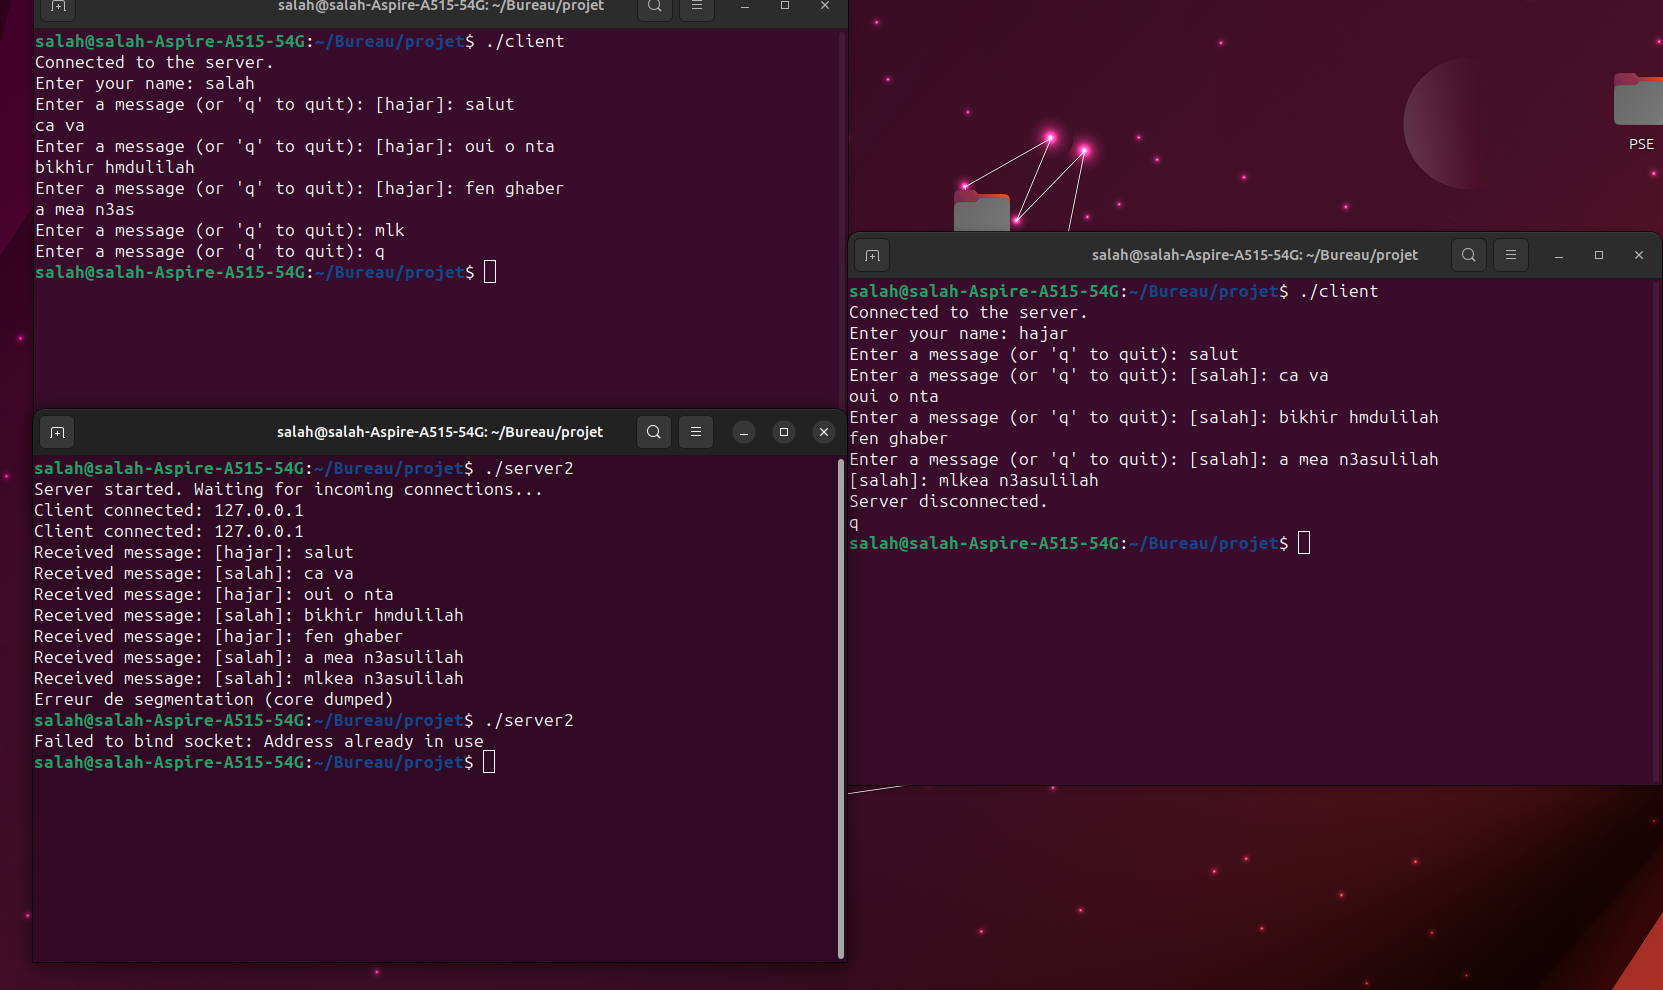 salah@salah-Aspire-A515-54G: ~/Bureau/projet
salah@salah-Aspire-A515-54G:~/Bureau/projet$ ./client
Connected to the server.
Enter your name: salah
Enter a message (or 'q' to quit): [hajar]: salut
ca va
Enter a message (or 'q' to quit): [hajar]: oui o nta
bikhir hmdulilah
Enter a message (or 'q' to quit): [hajar]: fen ghaber
a mea n3as
Enter a message (or 'q' to quit): mlk
Enter a message (or 'q' to quit): q
salah@salah-Aspire-A515-54G:~/Bureau/projet$
PSE
salah@salah-Aspire-A515-54G: ~/Bureau/projet
salah@salah-Aspire-A515-54G:~/Bureau/projet$ ./client
Connected to the server.
Enter your name: hajar
Enter a message (or 'q' to quit): salut
Enter a message (or 'q' to quit): [salah]: ca va
oui o nta
Enter a message (or 'q' to quit): [salah]: bikhir hmdulilah
fen ghaber
Enter a message (or 'q' to quit): [salah]: a mea n3asulilah
[salah]: mlkea n3asulilah
Server disconnected.
q
salah@salah-Aspire-A515-54G:~/Bureau/projet$
salah@salah-Aspire-A515-54G: ~/Bureau/projet
salah@salah-Aspire-A515-54G:~/Bureau/projet$ ./server2
Server started. Waiting for incoming connections...
Client connected: 127.0.0.1
Client connected: 127.0.0.1
Received message: [hajar]: salut
Received message: [salah]: ca va
Received message: [hajar]: oui o nta
Received message: [salah]: bikhir hmdulilah
Received message: [hajar]: fen ghaber
Received message: [salah]: a mea n3asulilah
Received message: [salah]: mlkea n3asulilah
Erreur de segmentation (core dumped)
salah@salah-Aspire-A515-54G:~/Bureau/projet$ ./server2
Failed to bind socket: Address already in use
salah@salah-Aspire-A515-54G:~/Bureau/projet$